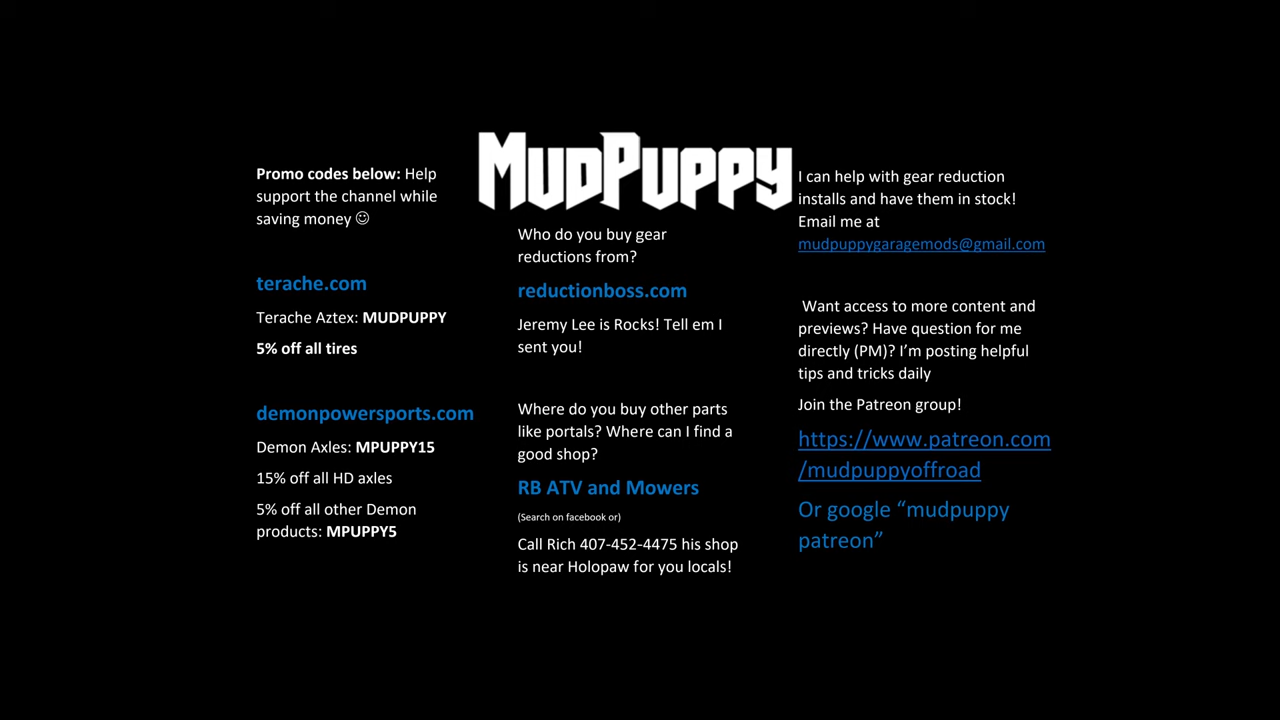 MudPuppy
Promo codes below: Help
support the channel while
saving money ☺
terache.com
Terache Aztex: MUDPUPPY
5% off all tires
demonpowersports.com
Demon Axles: MPUPPY15
15% off all HD axles
5% off all other Demon
products: MPUPPY5
Who do you buy gear
reductions from?
reductionboss.com
Jeremy Lee is Rocks! Tell em I
sent you!
Where do you buy other parts
like portals? Where can I find a
good shop?
RB ATV and Mowers
(Search on facebook or)
Call Rich 407-452-4475 his shop
is near Holopaw for you locals!
I can help with gear reduction
installs and have them in stock!
Email me at
mudpuppygaragemods@gmail.com
Want access to more content and
previews? Have question for me
directly (PM)? I'm posting helpful
tips and tricks daily
Join the Patreon group!
https://www.patreon.com
/mudpuppyoffroad
Or google “mudpuppy
patreon”